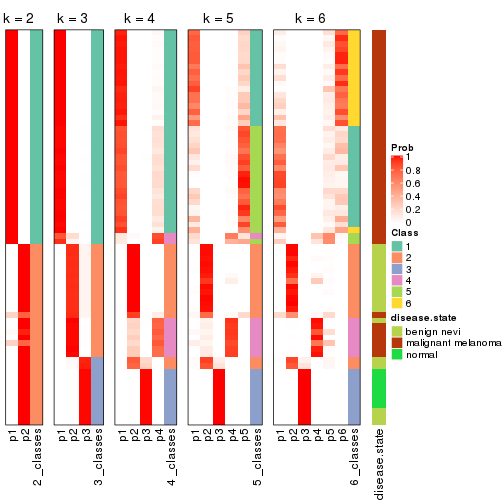 k = 2 k = 3 k = 4 k = 5 k = 6
Prob
1
0.8
0.6
0.4
0.2
0
Class
1
2
3
4
5
6
disease.state
benign nevi
malignant melanoma
normal
p1 p2 2_classes p1 p2 p3 3_classes p1 p2 p3 p4 4_classes p1 p2 p3 p4 p5 5_classes p1 p2 p3 p4 p5 p6 6_classes disease.state